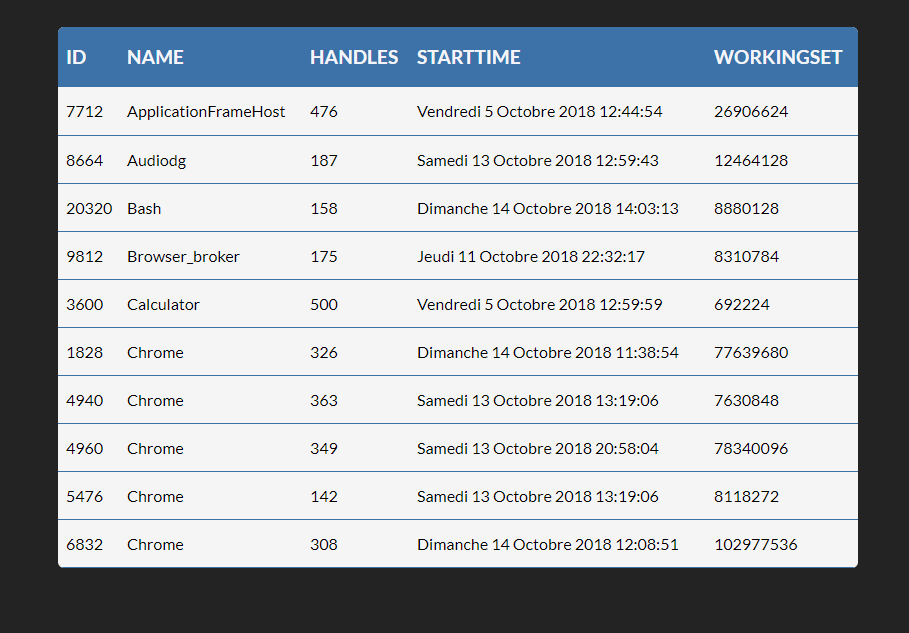 ID NAME HANDLES STARTTIME WORKINGSET
7712 ApplicationFrameHost 476 Vendredi 5 Octobre 2018 12:44:54 26906624
8664 Audiodg 187 Samedi 13 Octobre 2018 12:59:43 12464128
20320 Bash 158 Dimanche 14 Octobre 2018 14:03:13 8880128
9812 Browser_broker 175 Jeudi 11 Octobre 2018 22:32:17 8310784
3600 Calculator 500 Vendredi 5 Octobre 2018 12:59:59 692224
1828 Chrome 326 Dimanche 14 Octobre 2018 11:38:54 77639680
4940 Chrome 363 Samedi 13 Octobre 2018 13:19:06 7630848
4960 Chrome 349 Samedi 13 Octobre 2018 20:58:04 78340096
5476 Chrome 142 Samedi 13 Octobre 2018 13:19:06 8118272
6832 Chrome 308 Dimanche 14 Octobre 2018 12:08:51 102977536